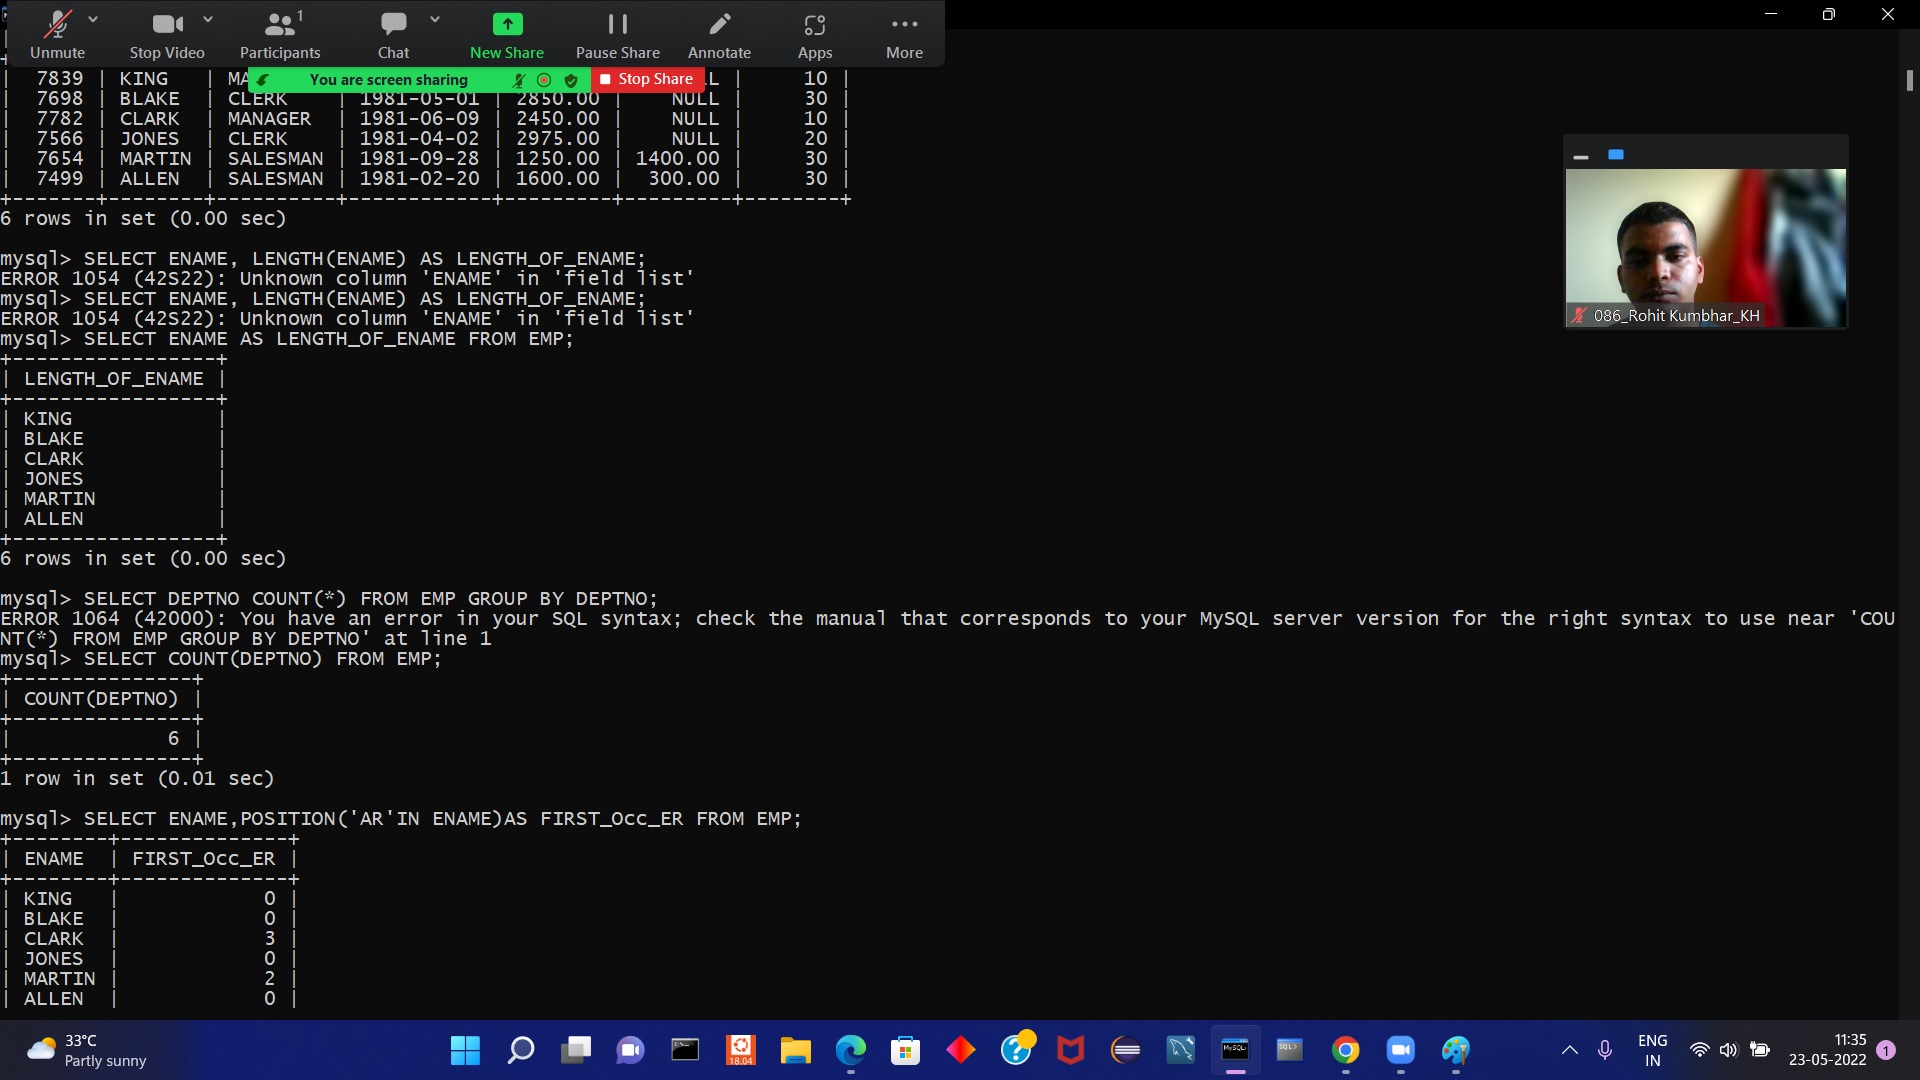 Unmute Stop Video Participants 1 Chat New Share Pause Share Annotate Apps More
You are screen sharing Stop Share
| 7839 | KING | MA LL | 10 |
| 7698 | BLAKE | CLERK | 1981-05-01 | 2850.00 | NULL | 30 |
| 7782 | CLARK | MANAGER | 1981-06-09 | 2450.00 | NULL | 10 |
| 7566 | JONES | CLERK | 1981-04-02 | 2975.00 | NULL | 20 |
| 7654 | MARTIN | SALESMAN | 1981-09-28 | 1250.00 | 1400.00 | 30 |
| 7499 | ALLEN | SALESMAN | 1981-02-20 | 1600.00 | 300.00 | 30 |
+-------+--------+----------+------------+---------+---------+--------+
6 rows in set (0.00 sec)
mysql> SELECT ENAME, LENGTH(ENAME) AS LENGTH_OF_ENAME;
ERROR 1054 (42S22): Unknown column 'ENAME' in 'field list'
mysql> SELECT ENAME, LENGTH(ENAME) AS LENGTH_OF_ENAME;
ERROR 1054 (42S22): Unknown column 'ENAME' in 'field list'
mysql> SELECT ENAME AS LENGTH_OF_ENAME FROM EMP;
+-----------------+
| LENGTH_OF_ENAME |
+-----------------+
| KING |
| BLAKE |
| CLARK |
| JONES |
| MARTIN |
| ALLEN |
+-----------------+
6 rows in set (0.00 sec)
mysql> SELECT DEPTNO COUNT(*) FROM EMP GROUP BY DEPTNO;
ERROR 1064 (42000): You have an error in your SQL syntax; check the manual that corresponds to your MySQL server version for the right syntax to use near 'COU
NT(*) FROM EMP GROUP BY DEPTNO' at line 1
mysql> SELECT COUNT(DEPTNO) FROM EMP;
+---------------+
| COUNT(DEPTNO) |
+---------------+
| 6 |
+---------------+
1 row in set (0.01 sec)
mysql> SELECT ENAME,POSITION('AR'IN ENAME)AS FIRST_Occ_ER FROM EMP;
+--------+--------------+
| ENAME | FIRST_Occ_ER |
+--------+--------------+
| KING | 0 |
| BLAKE | 0 |
| CLARK | 3 |
| JONES | 0 |
| MARTIN | 2 |
| ALLEN | 0 |
086_Rohit Kumbhar_KH
33°C
Partly sunny
18.04
MySQL
SQL>
ENG
IN
11:35
23-05-2022
1